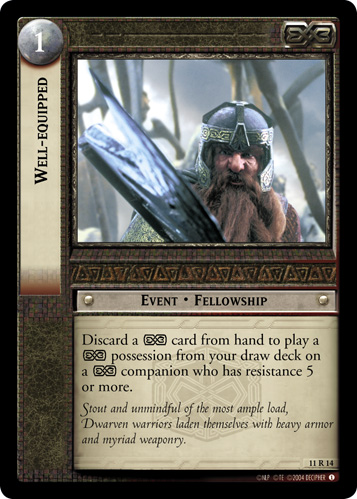 1
WELL-EQUIPPED
EVENT • FELLOWSHIP
Discard a card from hand to play a
possession from your draw deck on
a companion who has resistance 5
or more.
Stout and unmindful of the most ample load,
Dwarven warriors laden themselves with heavy armor
and myriad weaponry.
11 R 14
©NLP ©TE ©2004 DECIPHER